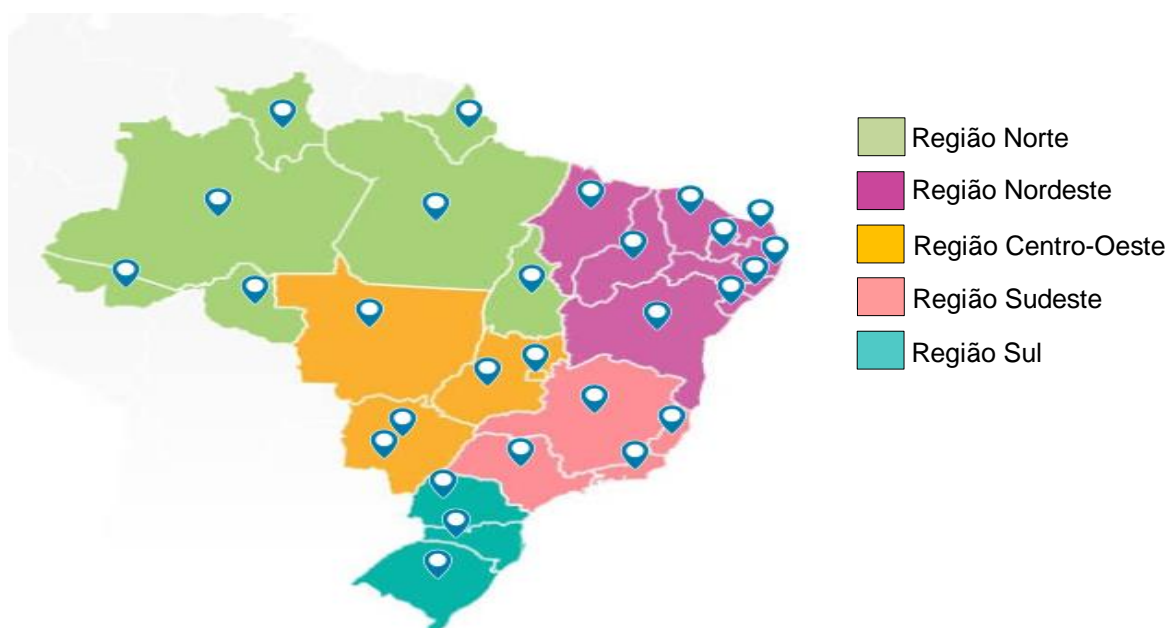 Região Norte
Região Nordeste
Região Centro-Oeste
Região Sudeste
Região Sul